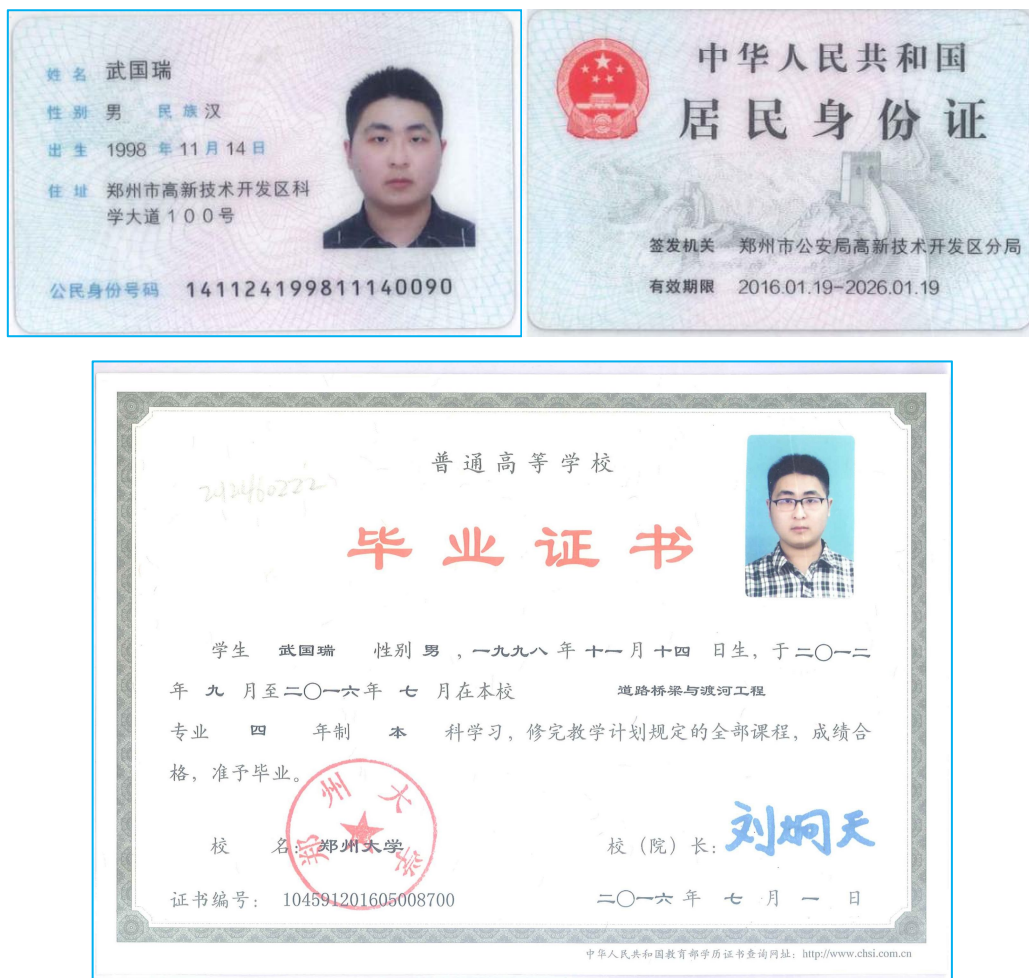 姓名 武国瑞
性别 男 民族 汉
出生 1998 年 11 月 14 日
住址 郑州市高新技术开发区科
学大道100号
公民身份号码 141124199811140090
中华人民共和国
居民身份证
签发机关 郑州市公安局高新技术开发区分局
有效期限 2016.01.19-2026.01.19
普通高等学校
毕业证书
学生 武国瑞 性别 男 ,一九九八 年 十一 月 十四 日生,于二〇一二
年 九 月至二〇一六年 七 月在本校 道路桥梁与渡河工程
专业 四 年制 本 科学习,修完教学计划规定的全部课程,成绩合
格,准予毕业。
郑州大学
校 名:郑州大学 校(院)长:刘炯天
证书编号: 104591201605008700 二〇一六 年 七 月 一 日
中华人民共和国教育部学历证书查询网址:http://www.chsi.com.cn